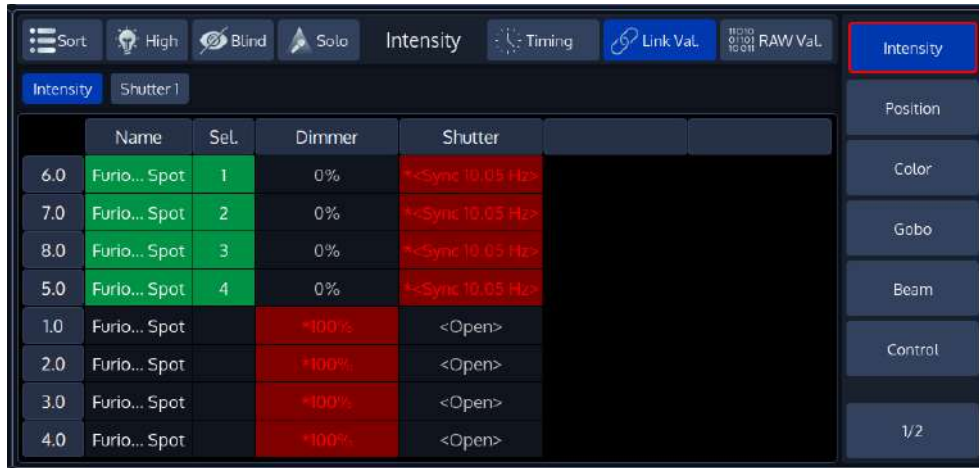 Sort High Blind Solo Intensity Timing Link Val. 11010 01101 10011 RAW Val. Intensity
Intensity Shutter 1 Position
Name Sel. Dimmer Shutter
6.0 Furio... Spot 1 0% *<Sync 10.05 Hz> Color
7.0 Furio... Spot 2 0% *<Sync 10.05 Hz>
8.0 Furio... Spot 3 0% *<Sync 10.05 Hz> Gobo
5.0 Furio... Spot 4 0% *<Sync 10.05 Hz> Beam
1.0 Furio... Spot *100% <Open>
2.0 Furio... Spot *100% <Open> Control
3.0 Furio... Spot *100% <Open>
4.0 Furio... Spot *100% <Open> 1/2